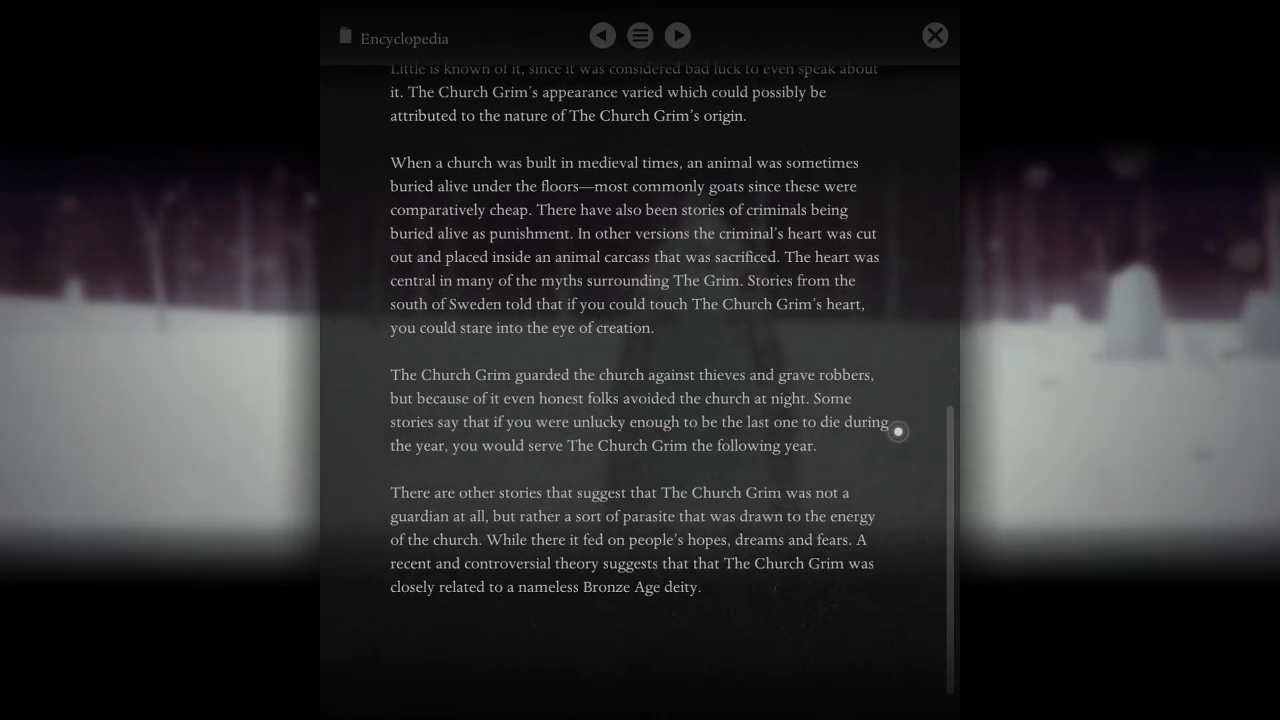 Encyclopedia
Little is known of it, since it was considered bad luck to even speak about
it. The Church Grim's appearance varied which could possibly be
attributed to the nature of The Church Grim's origin.
When a church was built in medieval times, an animal was sometimes
buried alive under the floors—most commonly goats since these were
comparatively cheap. There have also been stories of criminals being
buried alive as punishment. In other versions the criminal's heart was cut
out and placed inside an animal carcass that was sacrificed. The heart was
central in many of the myths surrounding The Grim. Stories from the
south of Sweden told that if you could touch The Church Grim's heart,
you could stare into the eye of creation.
The Church Grim guarded the church against thieves and grave robbers,
but because of it even honest folks avoided the church at night. Some
stories say that if you were unlucky enough to be the last one to die during
the year, you would serve The Church Grim the following year.
There are other stories that suggest that The Church Grim was not a
guardian at all, but rather a sort of parasite that was drawn to the energy
of the church. While there it fed on people's hopes, dreams and fears. A
recent and controversial theory suggests that that The Church Grim was
closely related to a nameless Bronze Age deity.